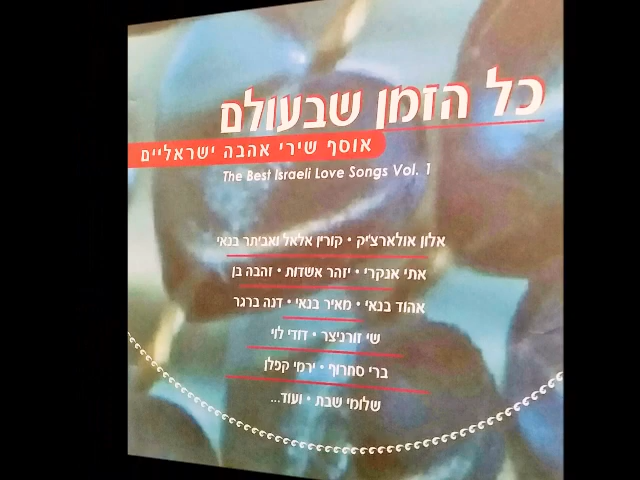 כל הזמן שבעולם
אוסף שירי אהבה ישראליים
The Best Israeli Love Songs Vol. 1
אלון אולארצ'יק • קורין אלאל ואביתר בנאי
אתי אנקרי • יזהר אשדות • זהבה בן
אהוד בנאי • מאיר בנאי • דנה ברגר
שי זורניצר • דודי לוי
ברי סחרוף • ירמי קפלן
שלומי שבת • ועוד...